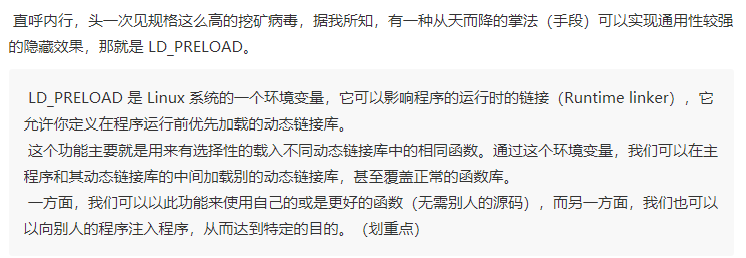 直呼内行，头一次见规格这么高的挖矿病毒，据我所知，有一种从天而降的掌法（手段）可以实现通用性较强
的隐藏效果，那就是 LD_PRELOAD。
LD_PRELOAD 是 Linux 系统的一个环境变量，它可以影响程序的运行时的链接（Runtime linker），它
允许你定义在程序运行前优先加载的动态链接库。
这个功能主要就是用来有选择性的载入不同动态链接库中的相同函数。通过这个环境变量，我们可以在主
程序和其动态链接库的中间加载别的动态链接库，甚至覆盖正常的函数库。
一方面，我们可以以此功能来使用自己的或是更好的函数（无需别人的源码），而另一方面，我们也可以
以向别人的程序注入程序，从而达到特定的目的。（划重点）